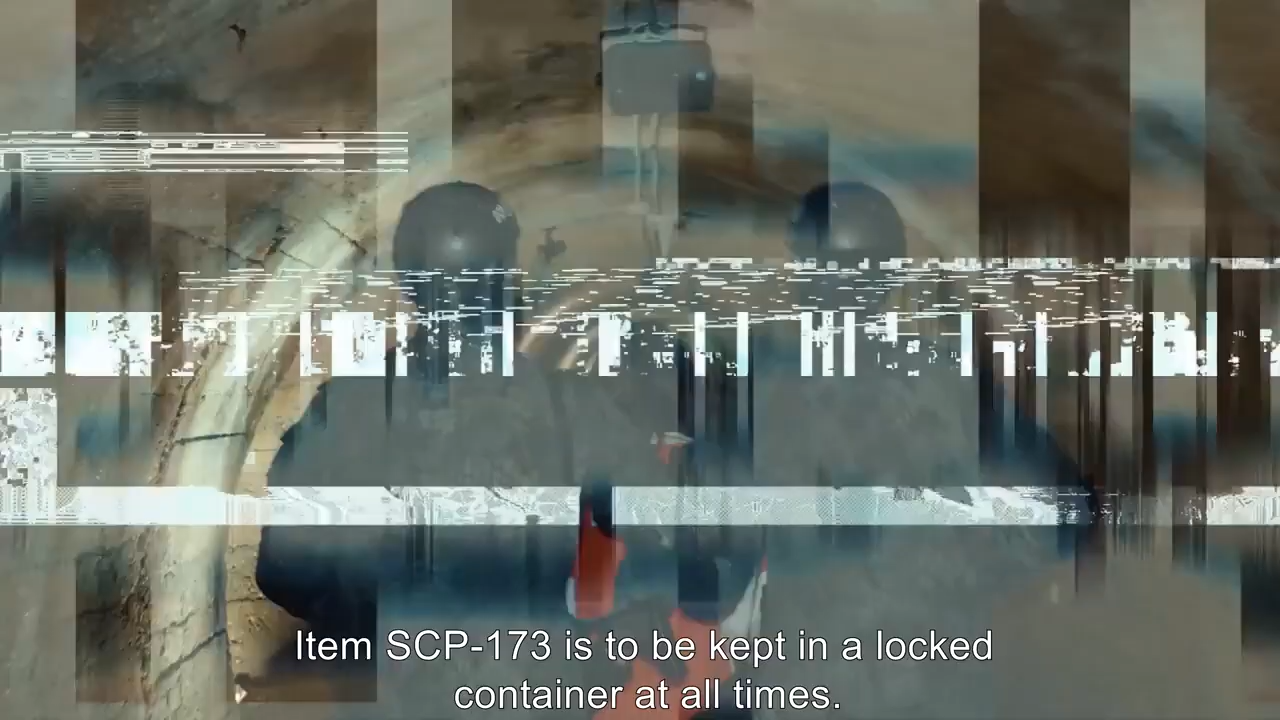 Item SCP-173 is to be kept in a locked
container at all times.